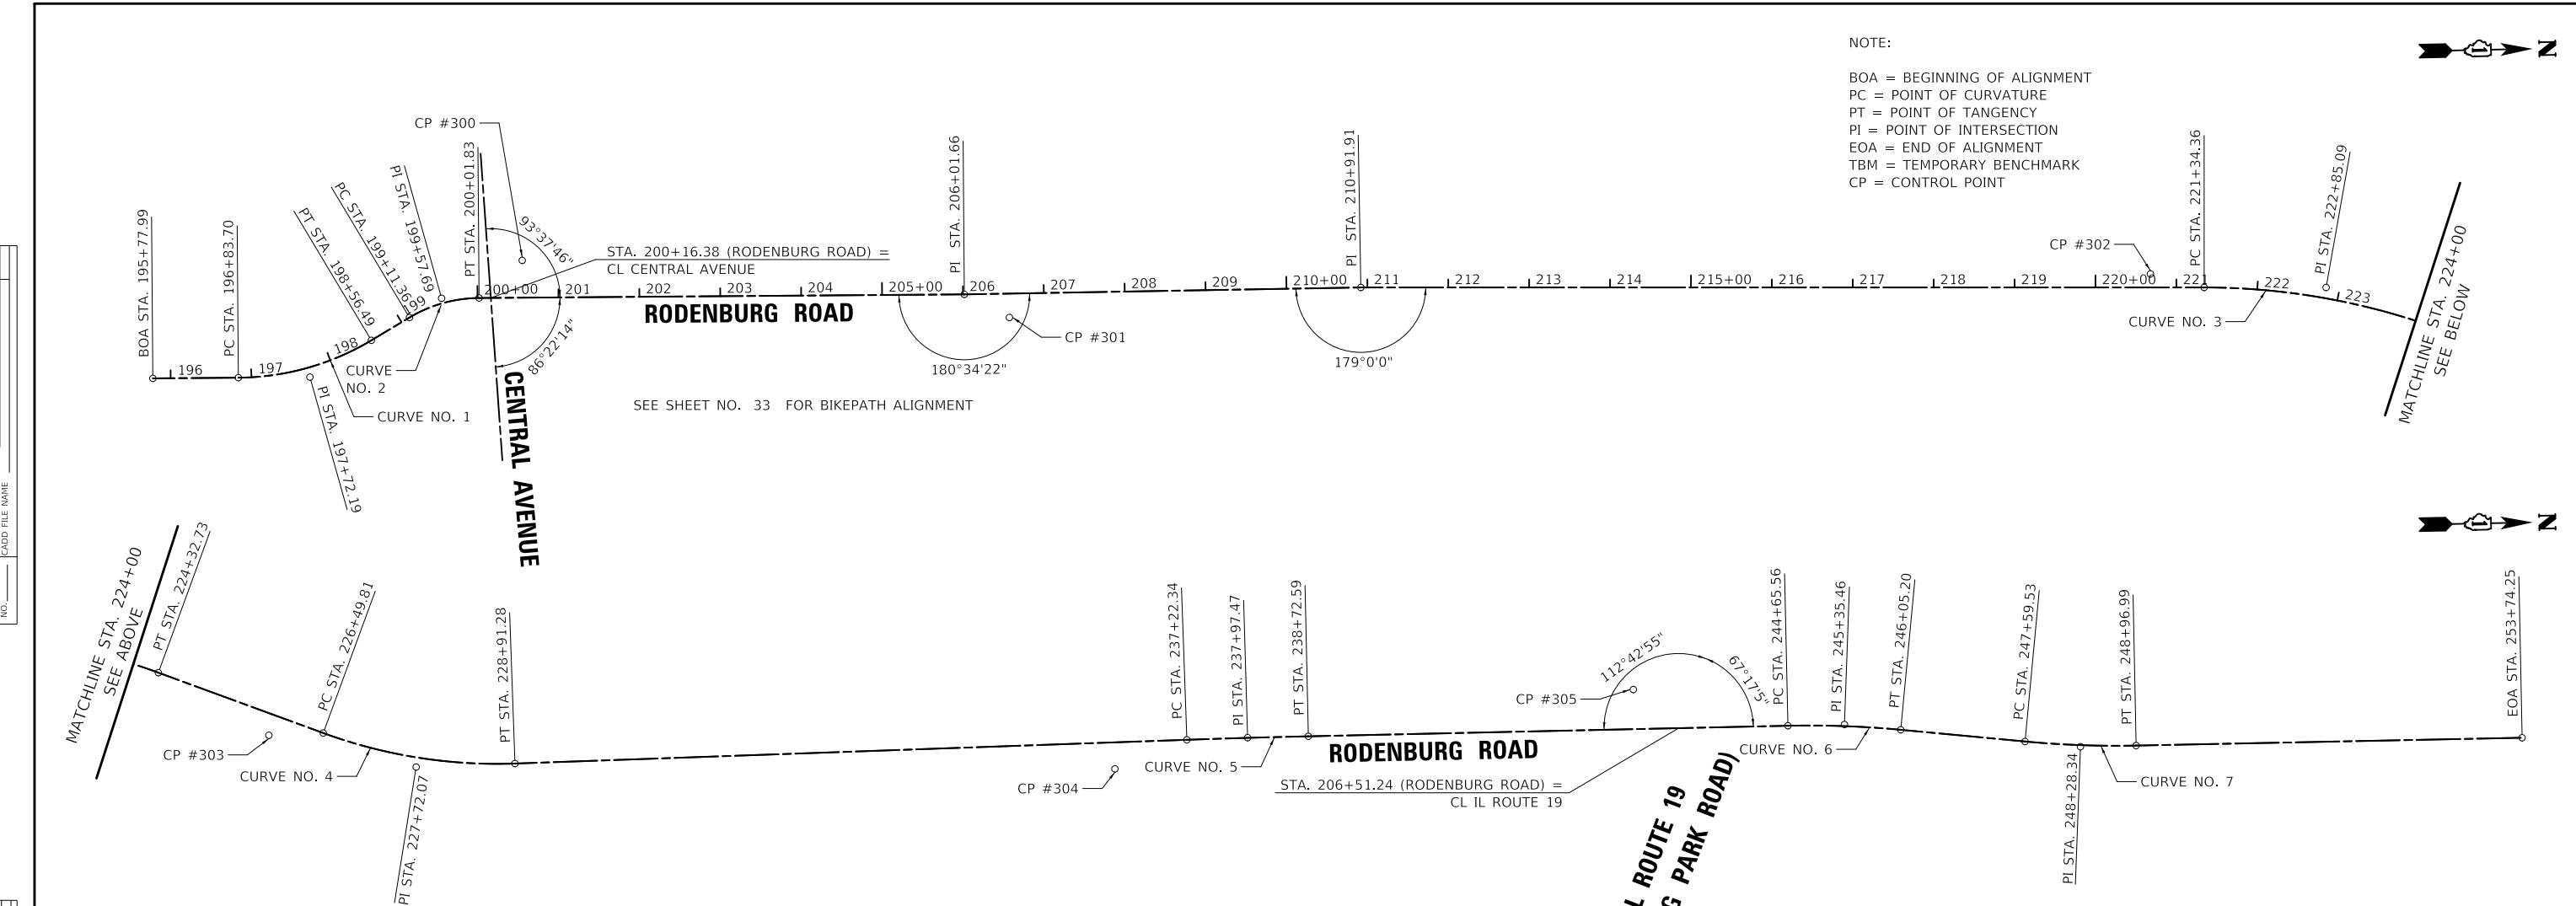 NOTE:
BOA = BEGINNING OF ALIGNMENT
PC = POINT OF CURVATURE
PT = POINT OF TANGENCY
PI = POINT OF INTERSECTION
EOA = END OF ALIGNMENT
TBM = TEMPORARY BENCHMARK
CP = CONTROL POINT
N
BOA STA. 195+77.99
PC STA. 196+83.70
PT STA. 198+56.49
PC STA. 199+11.36
PI STA. 199+57.69
CP #300
PT STA. 200+01.83
93°37'46"
STA. 200+16.38 (RODENBURG ROAD) =
CL CENTRAL AVENUE
PI STA. 206+01.66
PI STA. 210+91.91
CP #302
PC STA. 221+34.36
PI STA. 222+85.09
MATCHLINE STA. 224+00
SEE BELOW
196
197
198
199
200+00
201
202
203
204
205+00
206
207
208
209
210+00
211
212
213
214
215+00
216
217
218
219
220+00
221
222
223
RODENBURG ROAD
CP #301
CURVE NO. 3
86°22'14"
180°34'22"
179°0'0"
CURVE
NO. 2
CURVE NO. 1
PI STA. 197+72.19
CENTRAL AVENUE
SEE SHEET NO. 33 FOR BIKEPATH ALIGNMENT
N
MATCHLINE STA. 224+00
SEE ABOVE
PT STA. 224+32.73
PC STA. 226+49.81
PT STA. 228+91.28
PC STA. 237+22.34
PI STA. 237+97.47
PT STA. 238+72.59
CP #305
112°42'55"
67°17'5"
PC STA. 244+65.56
PI STA. 245+35.46
PT STA. 246+05.20
PC STA. 247+59.53
PT STA. 248+96.99
EOA STA. 253+74.25
CP #303
CURVE NO. 4
PI STA. 227+72.07
CP #304
CURVE NO. 5
RODENBURG ROAD
STA. 206+51.24 (RODENBURG ROAD) =
CL IL ROUTE 19
CURVE NO. 6
PI STA. 248+28.34
CURVE NO. 7
L ROUTE 19
G PARK ROAD)
CADD FILE NAME
NO.